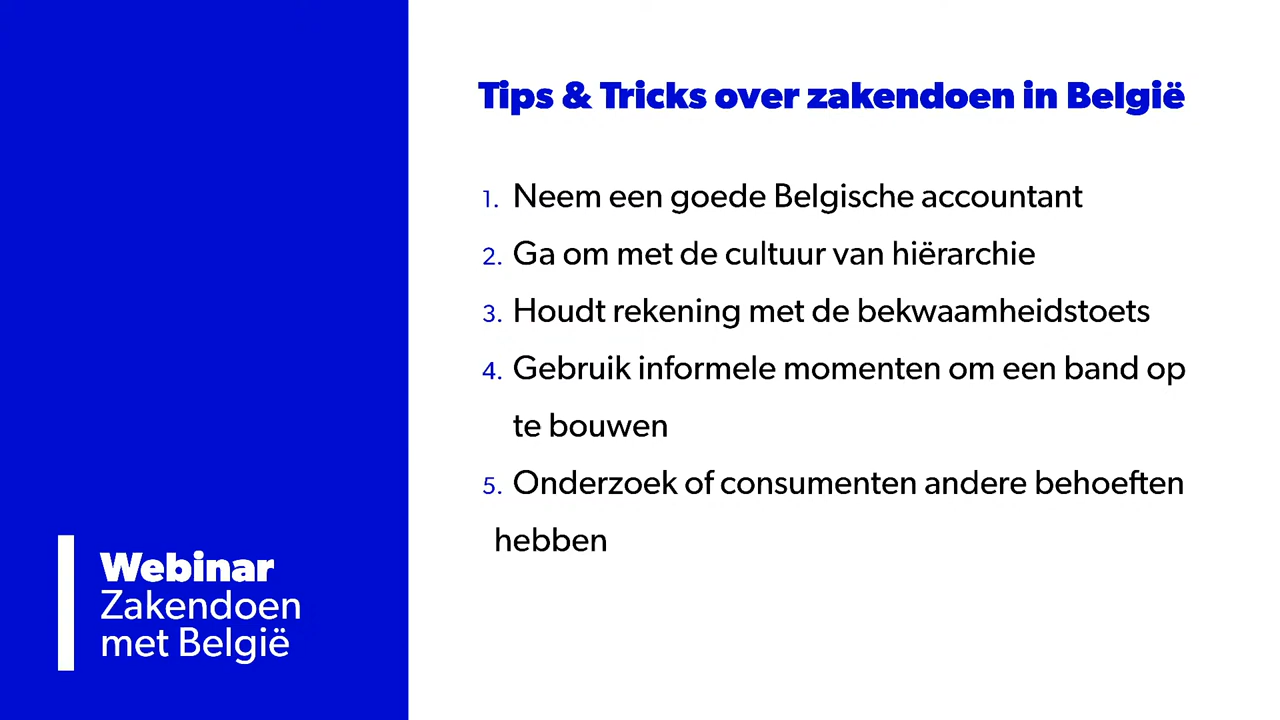 Tips & Tricks over zakendoen in België
1. Neem een goede Belgische accountant
2. Ga om met de cultuur van hiërarchie
3. Houdt rekening met de bekwaamheidstoets
4. Gebruik informele momenten om een band op
te bouwen
5. Onderzoek of consumenten andere behoeften
hebben
Webinar
Zakendoen
met België